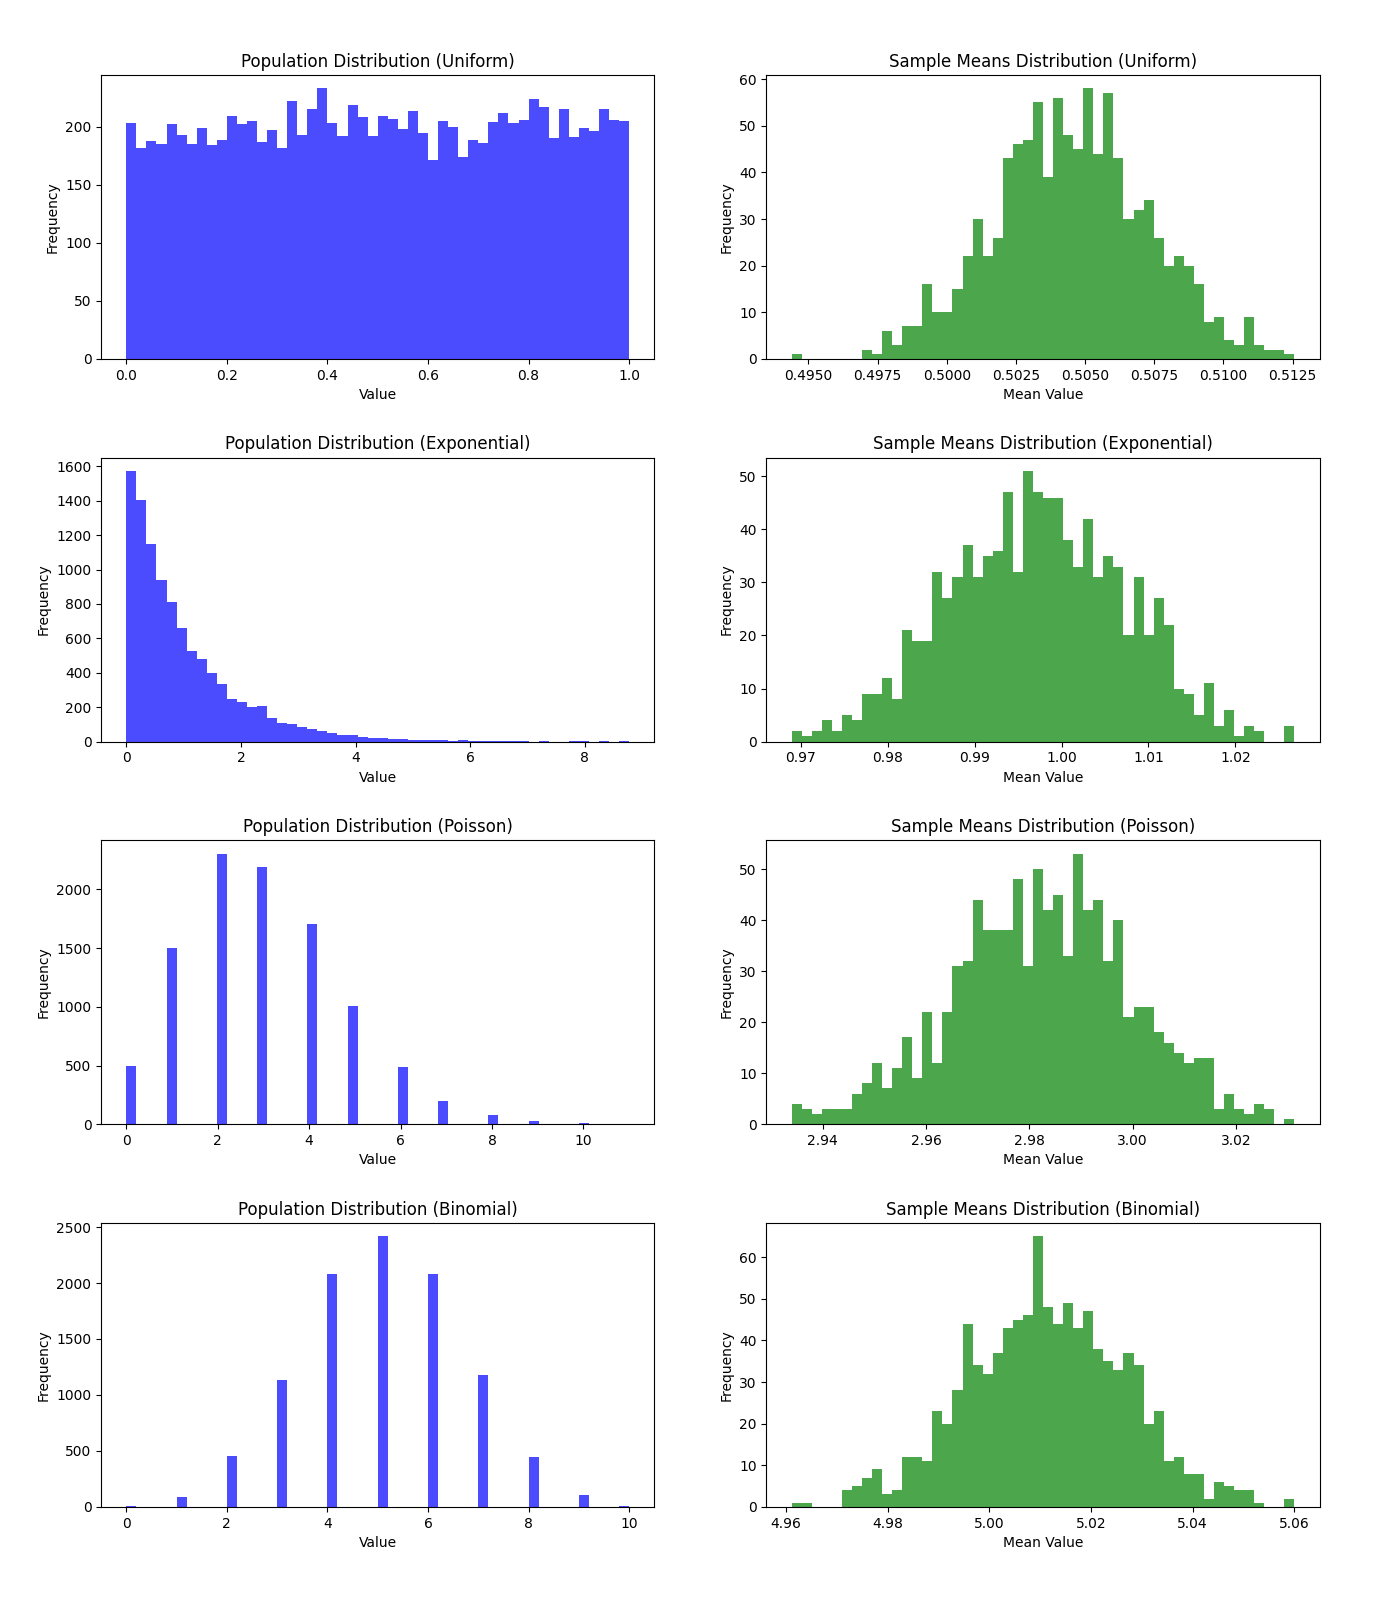 Population Distribution (Uniform)
Frequency
200
150
100
50
0
0.0 0.2 0.4 0.6 0.8 1.0
Value
Sample Means Distribution (Uniform)
Frequency
60
50
40
30
20
10
0
0.4950 0.4975 0.5000 0.5025 0.5050 0.5075 0.5100 0.5125
Mean Value
Population Distribution (Exponential)
Frequency
1600
1400
1200
1000
800
600
400
200
0
0 2 4 6 8
Value
Sample Means Distribution (Exponential)
Frequency
50
40
30
20
10
0
0.97 0.98 0.99 1.00 1.01 1.02
Mean Value
Population Distribution (Poisson)
Frequency
2000
1500
1000
500
0
0 2 4 6 8 10
Value
Sample Means Distribution (Poisson)
Frequency
50
40
30
20
10
0
2.94 2.96 2.98 3.00 3.02
Mean Value
Population Distribution (Binomial)
Frequency
2500
2000
1500
1000
500
0
0 2 4 6 8 10
Value
Sample Means Distribution (Binomial)
Frequency
60
50
40
30
20
10
0
4.96 4.98 5.00 5.02 5.04 5.06
Mean Value